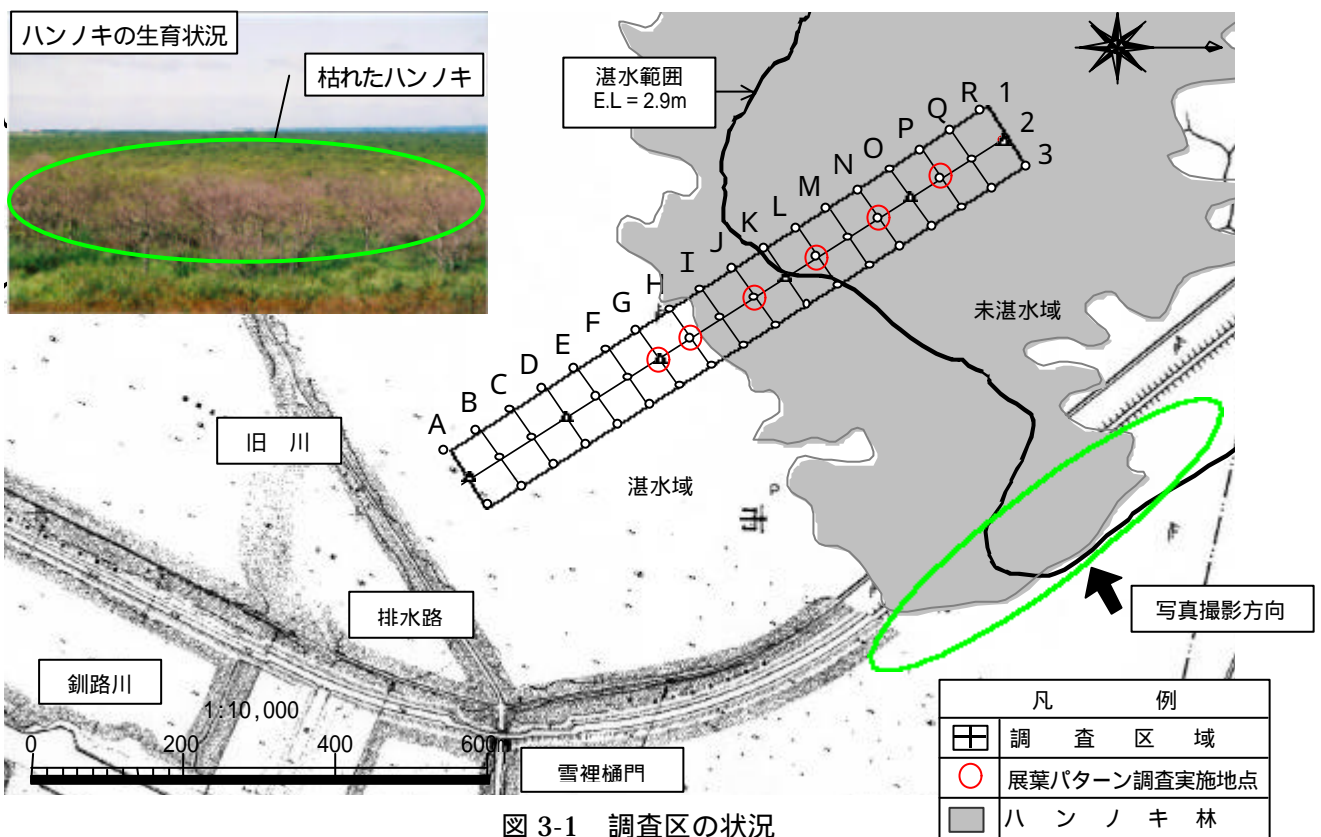 ハンノキの生育状況
枯れたハンノキ
湛水範囲
E.L = 2.9m
A
B
C
D
E
F
G
H
I
J
K
L
M
N
O
P
Q
R
1
2
3
未湛水域
湛水域
市
旧 川
排水路
釧路川
雪裡樋門
写真撮影方向
1:10,000
0 200 400 600m
凡 例
調 査 区 域
展葉パターン調査実施地点
ハ ン ノ キ 林
図 3-1 調査区の状況